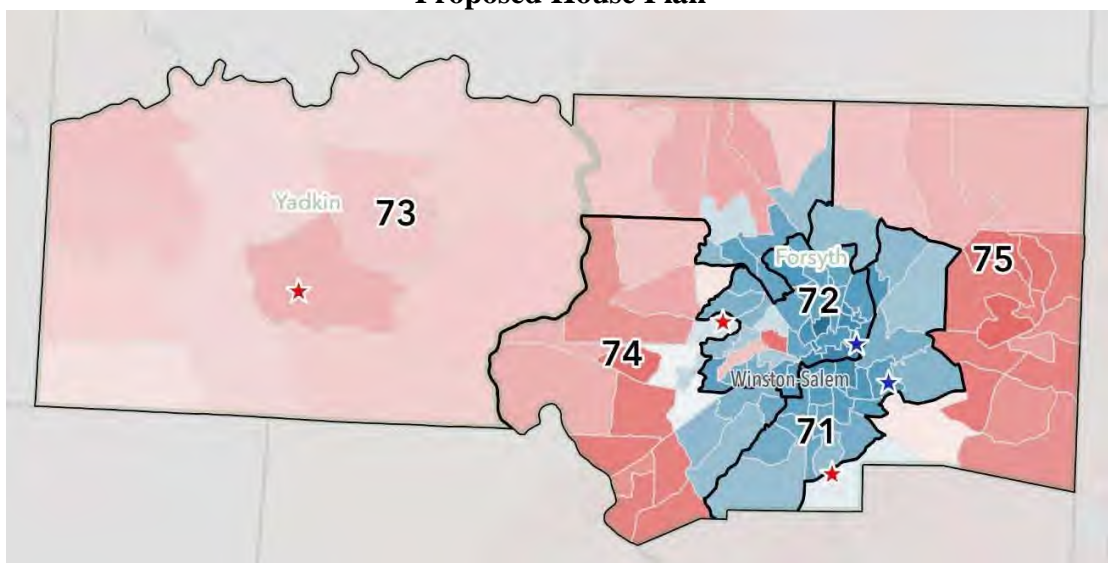 Proposed House Plan
Yadkin
73
75
Forsyth
72
74
Winston-Salem
71